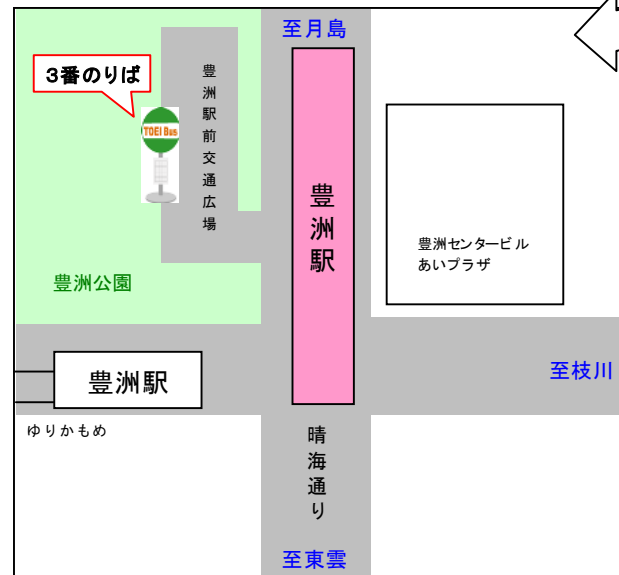 至月島
3番のりば
TOEI Bus
豊洲駅前交通広場
豊洲駅
豊洲センタービル
あいプラザ
豊洲公園
至枝川
豊洲駅
ゆりかもめ
晴海通り
至東雲